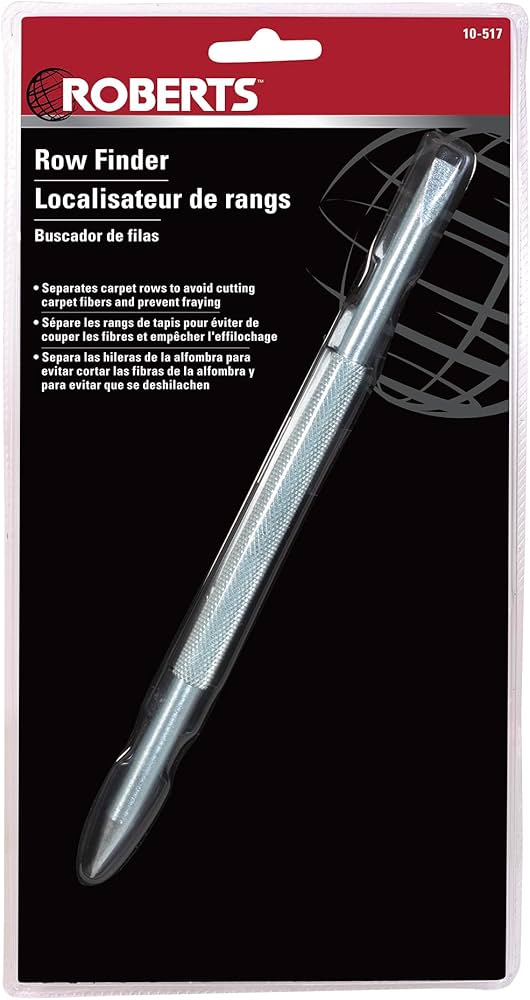 10-517
ROBERTS™
Row Finder
Localisateur de rangs
Buscador de filas
• Separates carpet rows to avoid cutting
carpet fibers and prevent fraying
• Sépare les rangs de tapis pour éviter de
couper les fibres et empêcher l'effilochage
• Separa las hileras de la alfombra para
evitar cortar las fibras de la alfombra y
para evitar que se deshilachen